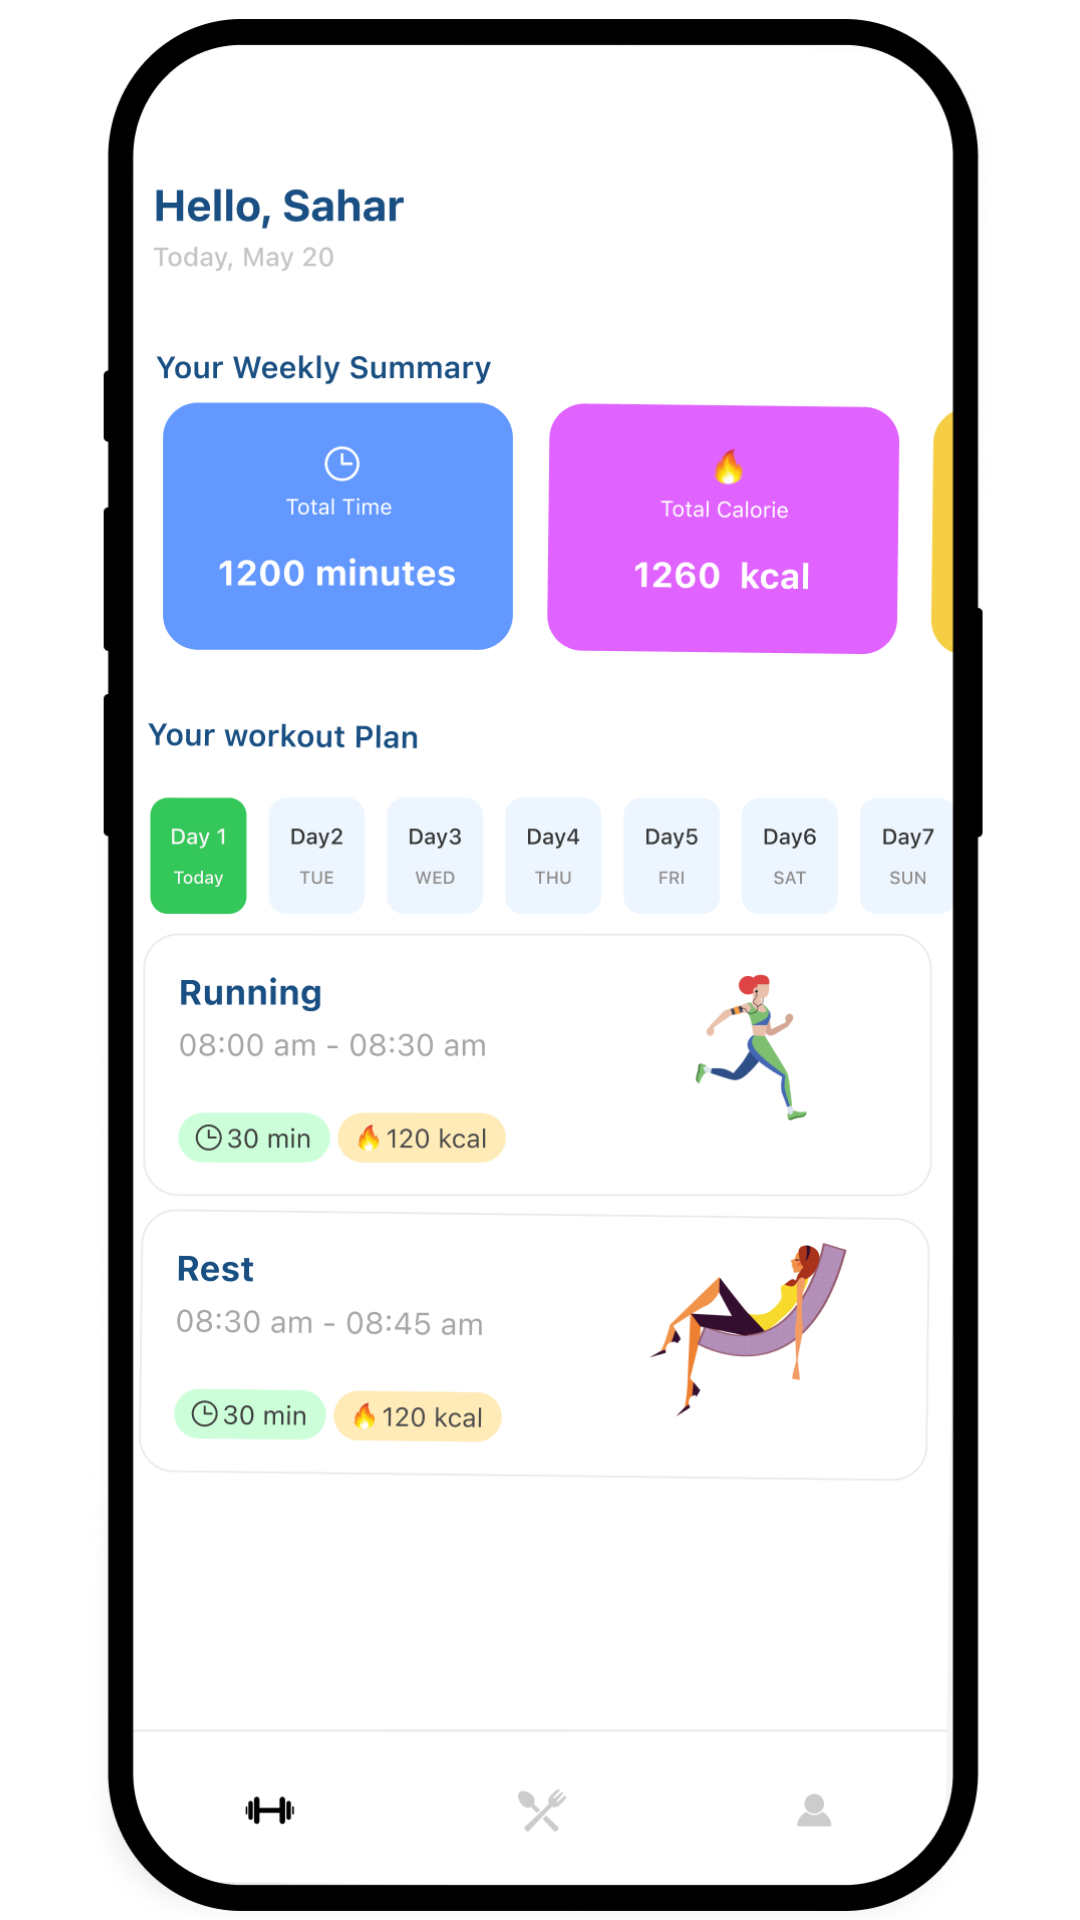 Hello, Sahar
Today, May 20
Your Weekly Summary
Total Time
1200 minutes
Total Calorie
1260 kcal
Your workout Plan
Day 1
Today
Day2
TUE
Day3
WED
Day4
THU
Day5
FRI
Day6
SAT
Day7
SUN
Running
08:00 am - 08:30 am
30 min
120 kcal
Rest
08:30 am - 08:45 am
30 min
120 kcal